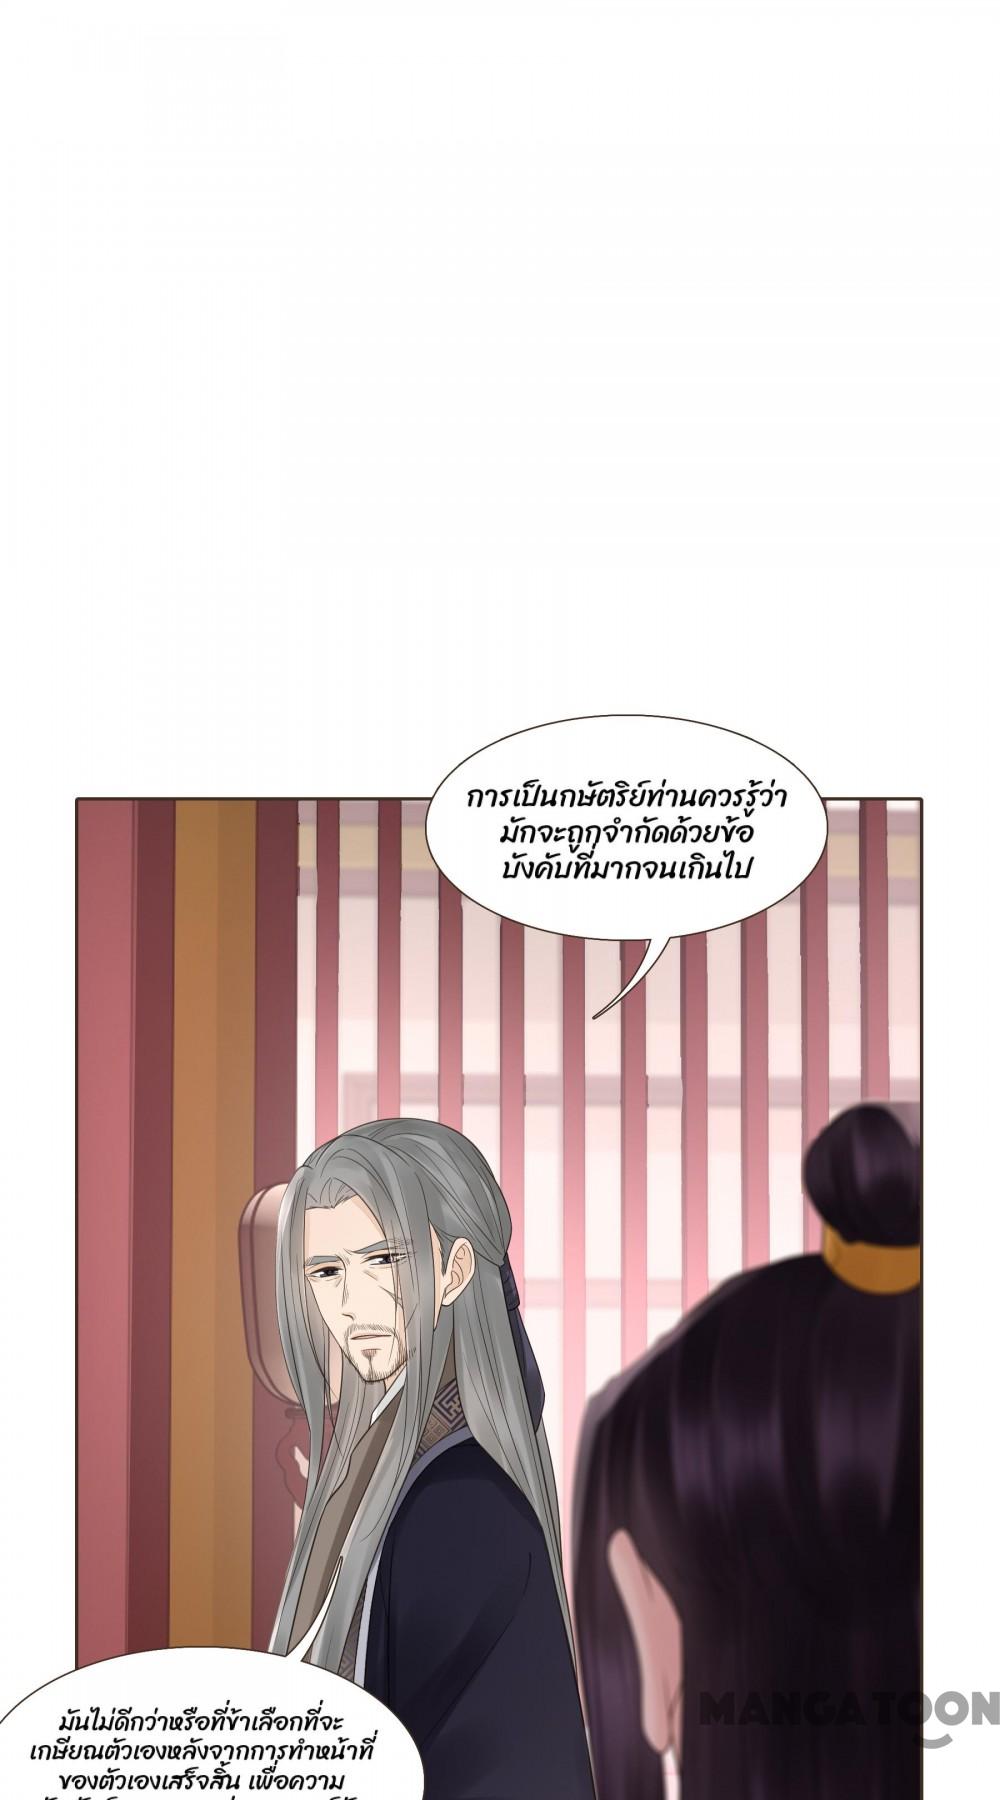 การเป็นกษัตริย์ท่านควรรู้ว่า
มักจะถูกจำกัดด้วยข้อ
บังคับที่มากจนเกินไป
มันไม่ดีกว่าหรือที่ข้าเลือกที่จะ
เกษียณตัวเองหลังจากการทำหน้าที่
ของตัวเองเสร็จสิ้น เพื่อความ
MANGATOON